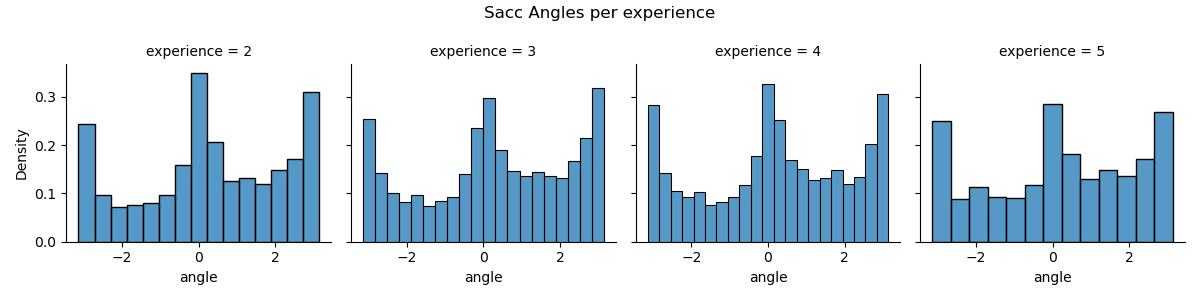 Sacc Angles per experience
experience = 2
experience = 3
experience = 4
experience = 5
Density
0.3
0.2
0.1
0.0
−2 0 2
−2 0 2
−2 0 2
−2 0 2
angle
angle
angle
angle